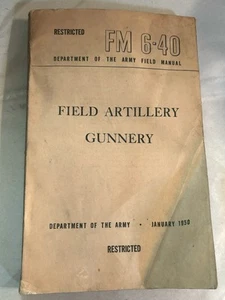 RESTRICTED FM 6-40
DEPARTMENT OF THE ARMY FIELD MANUAL
FIELD ARTILLERY
GUNNERY
DEPARTMENT OF THE ARMY • JANUARY 1950
RESTRICTED